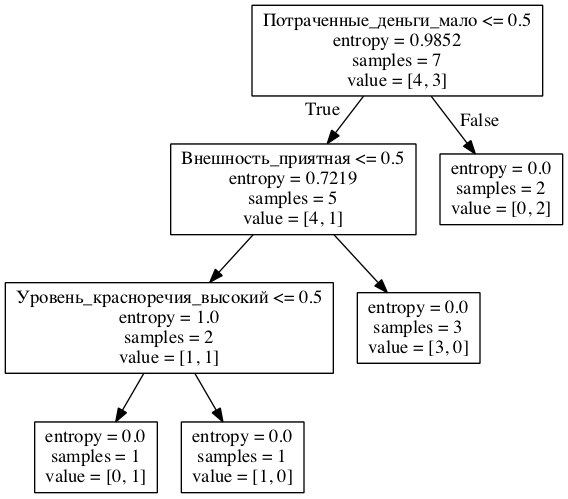 Потраченные_деньги_мало <= 0.5
entropy = 0.9852
samples = 7
value = [4, 3]
True
False
Внешность_приятная <= 0.5
entropy = 0.7219
samples = 5
value = [4, 1]
entropy = 0.0
samples = 2
value = [0, 2]
Уровень_красноречия_высокий <= 0.5
entropy = 1.0
samples = 2
value = [1, 1]
entropy = 0.0
samples = 3
value = [3, 0]
entropy = 0.0
samples = 1
value = [0, 1]
entropy = 0.0
samples = 1
value = [1, 0]